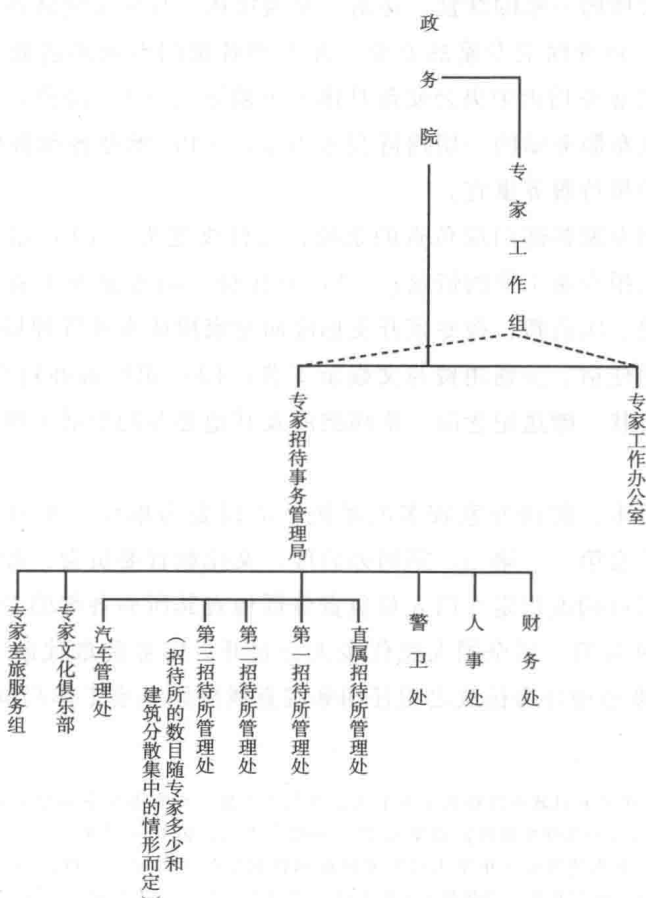 政务院
专家工作组
专家招待事务管理局
专家工作办公室
财务处
人事处
警卫处
直属招待所管理处
第一招待所管理处
第二招待所管理处
第三招待所管理处
（招待所的数目随专家多少和
建筑分散集中的情形而定）
汽车管理处
专家文化俱乐部
专家差旅服务组